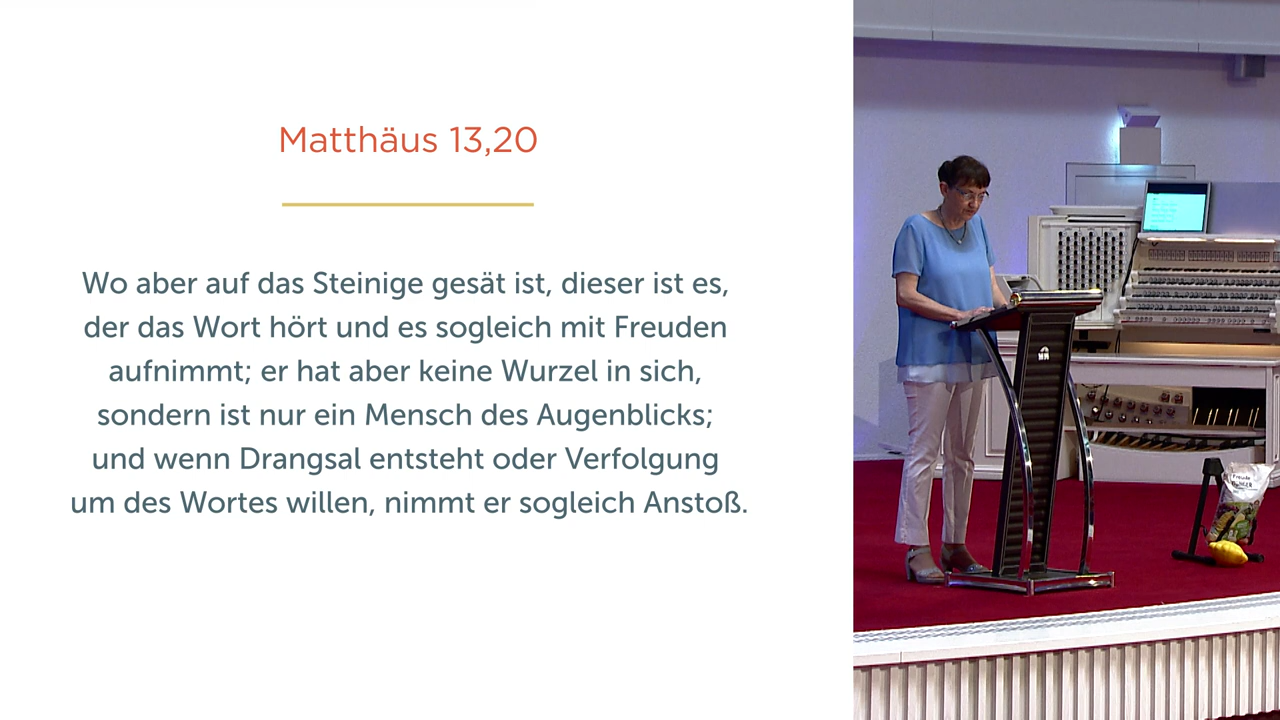 Matthäus 13,20
Wo aber auf das Steinige gesät ist, dieser ist es,
der das Wort hört und es sogleich mit Freuden
aufnimmt; er hat aber keine Wurzel in sich,
sondern ist nur ein Mensch des Augenblicks;
und wenn Drangsal entsteht oder Verfolgung
um des Wortes willen, nimmt er sogleich Anstoß.
Freude